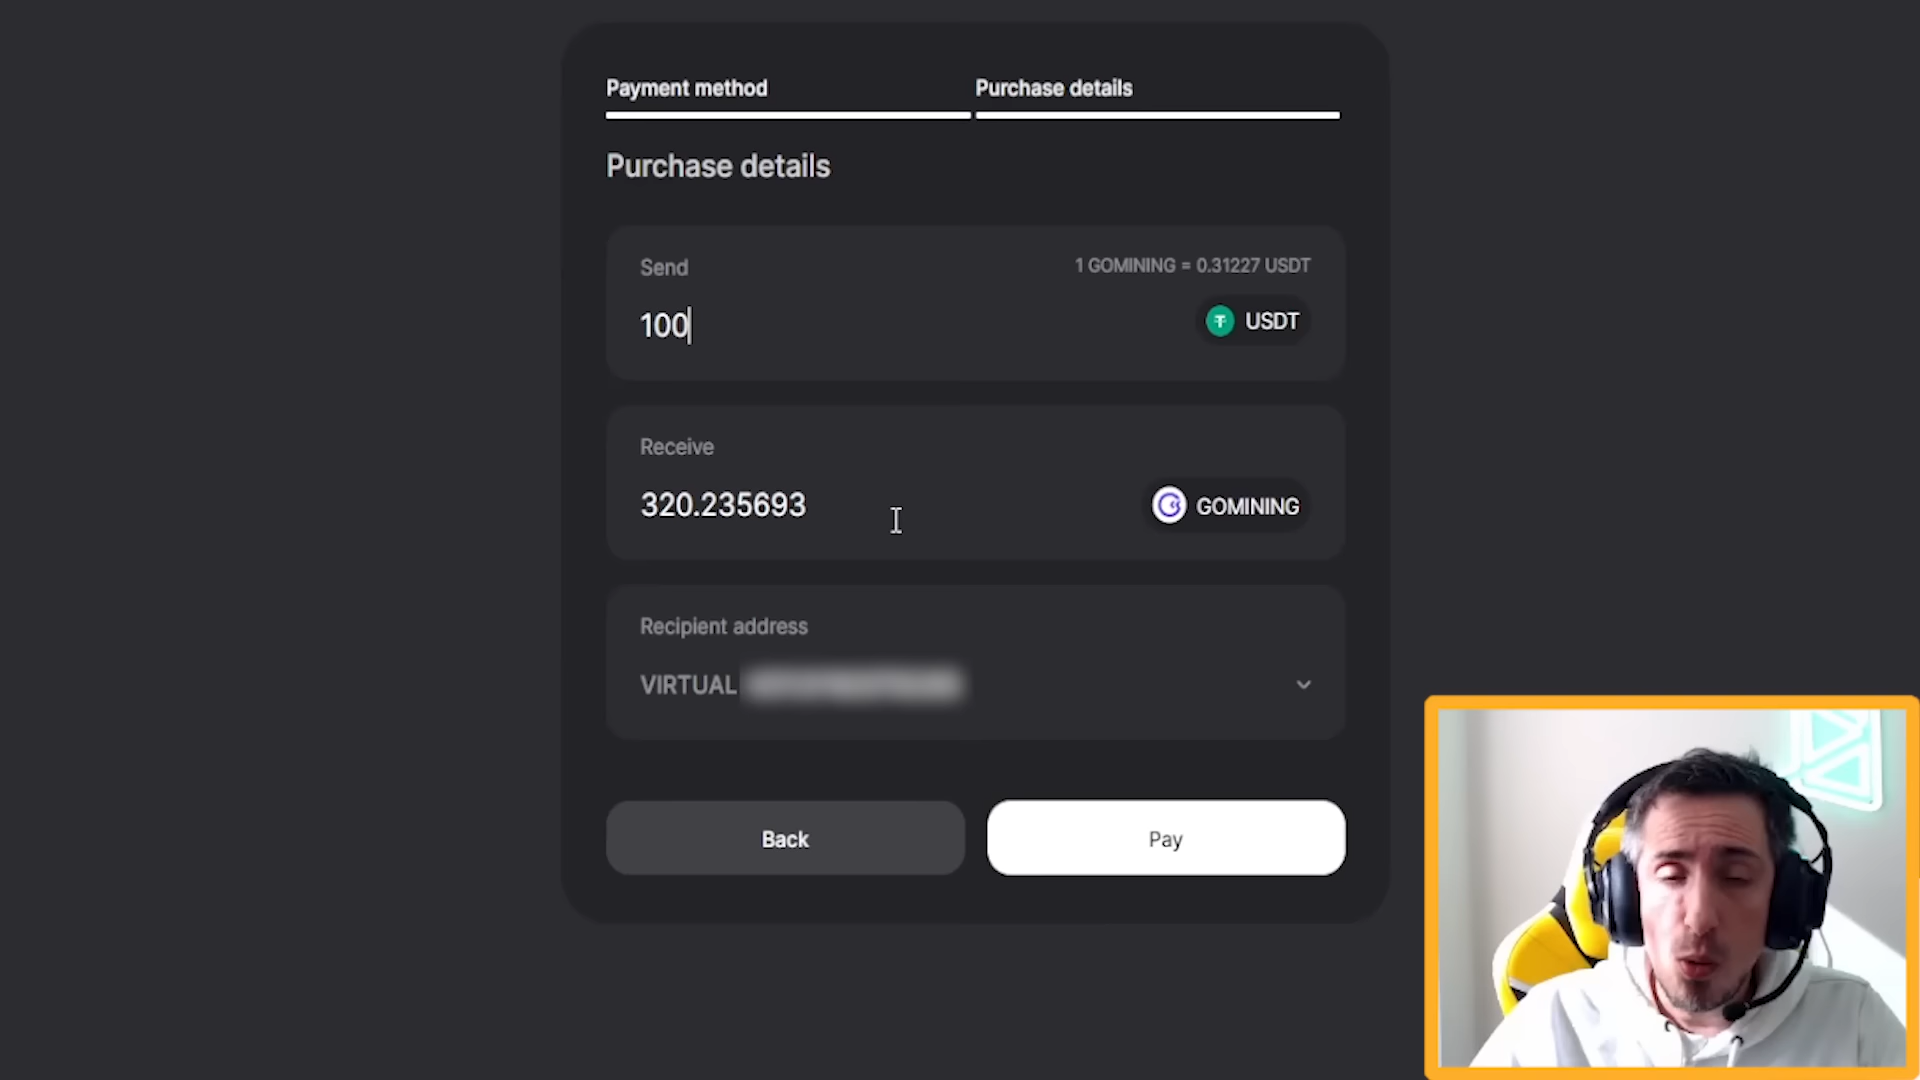 Payment method
Purchase details
Purchase details
Send
1 GOMINING = 0.31227 USDT
100
USDT
Receive
320.235693
GOMINING
Recipient address
VIRTUAL
Back
Pay